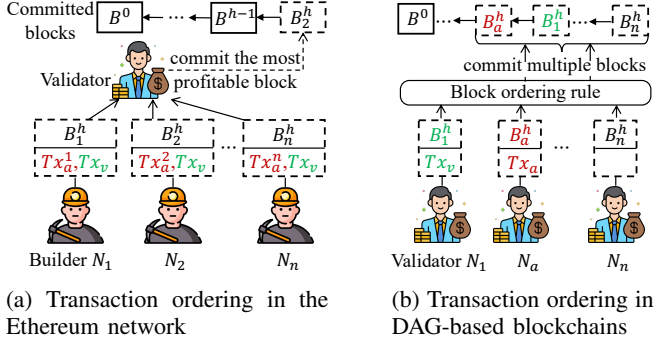 Committed blocks
B^0 ... B^{h-1} B_2^h
Validator
commit the most profitable block
B_1^h B_2^h ... B_n^h
Tx_a^1,Tx_v Tx_a^2,Tx_v Tx_a^n,Tx_v
Builder N_1 N_2 N_n
(a) Transaction ordering in the
Ethereum network
B^0 ... B_a^h B_1^h ... B_n^h
commit multiple blocks
Block ordering rule
B_1^h B_a^h ... B_n^h
Tx_v Tx_a
Validator N_1 N_a N_n
(b) Transaction ordering in
DAG-based blockchains